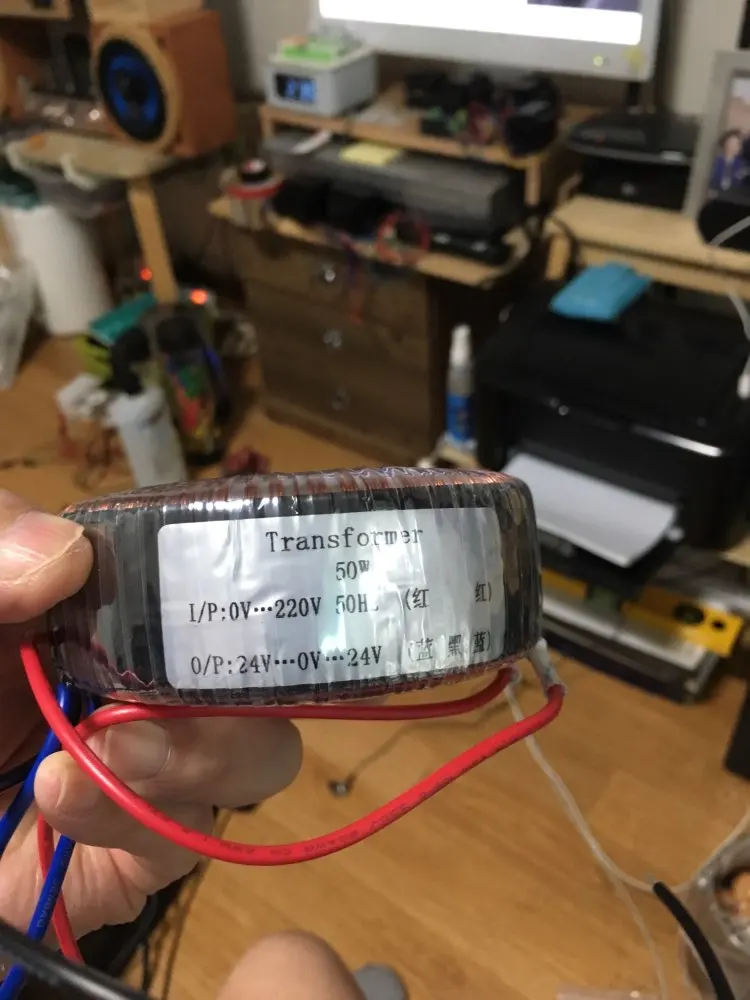 Transformer
50W
I/P:0V···220V 50Hz (红 红)
O/P:24V···0V···24V (蓝 黑 蓝)